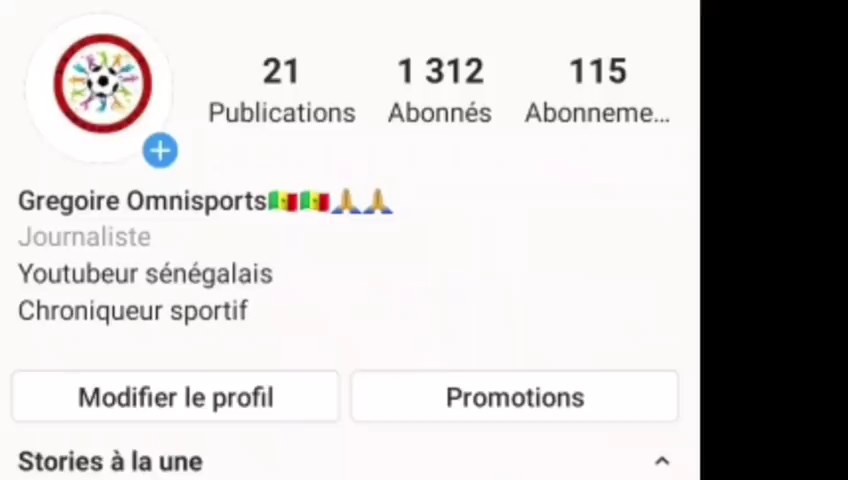 21 1 312 115
Publications Abonnés Abonneme...
Gregoire Omnisports🇸🇳🇸🇳🙏🙏
Journaliste
Youtubeur sénégalais
Chroniqueur sportif
Modifier le profil Promotions
Stories à la une